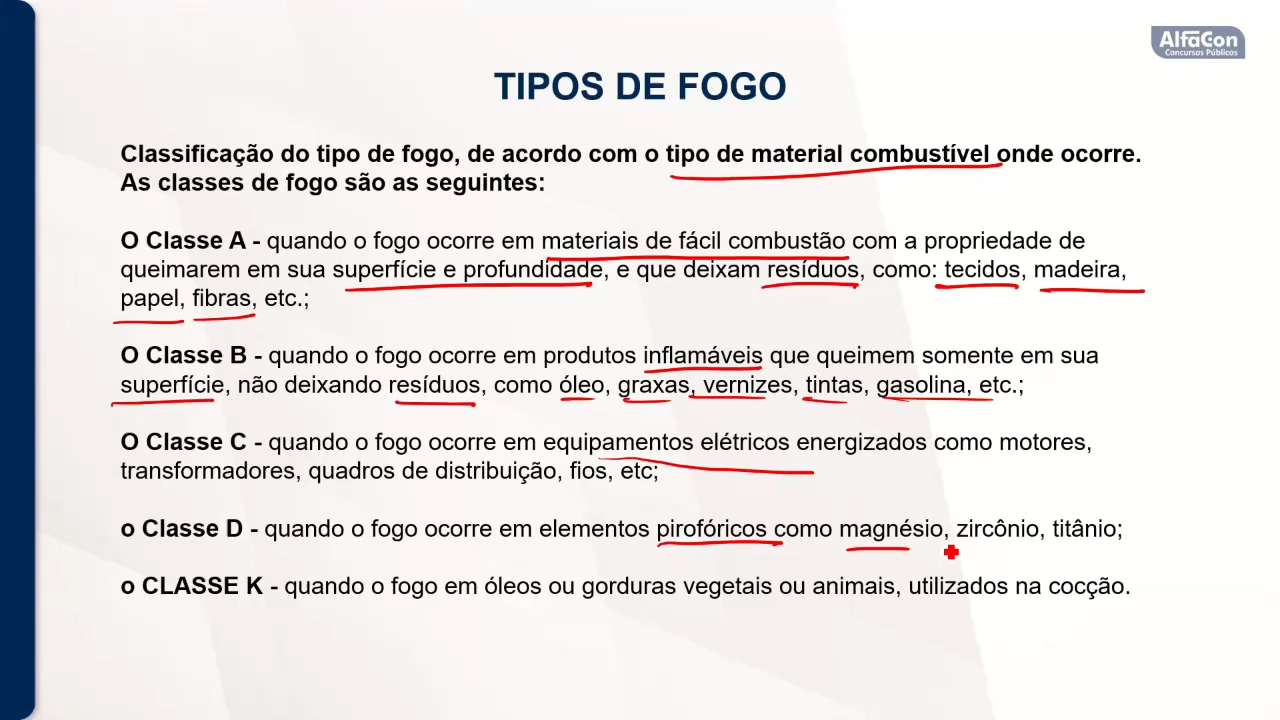 AlfaCon
Concursos Públicos
TIPOS DE FOGO
Classificação do tipo de fogo, de acordo com o tipo de material combustível onde ocorre.
As classes de fogo são as seguintes:
O Classe A - quando o fogo ocorre em materiais de fácil combustão com a propriedade de
queimarem em sua superfície e profundidade, e que deixam resíduos, como: tecidos, madeira,
papel, fibras, etc.;
O Classe B - quando o fogo ocorre em produtos inflamáveis que queimem somente em sua
superfície, não deixando resíduos, como óleo, graxas, vernizes, tintas, gasolina, etc.;
O Classe C - quando o fogo ocorre em equipamentos elétricos energizados como motores,
transformadores, quadros de distribuição, fios, etc;
o Classe D - quando o fogo ocorre em elementos pirofóricos como magnésio, zircônio, titânio;
o CLASSE K - quando o fogo em óleos ou gorduras vegetais ou animais, utilizados na cocção.